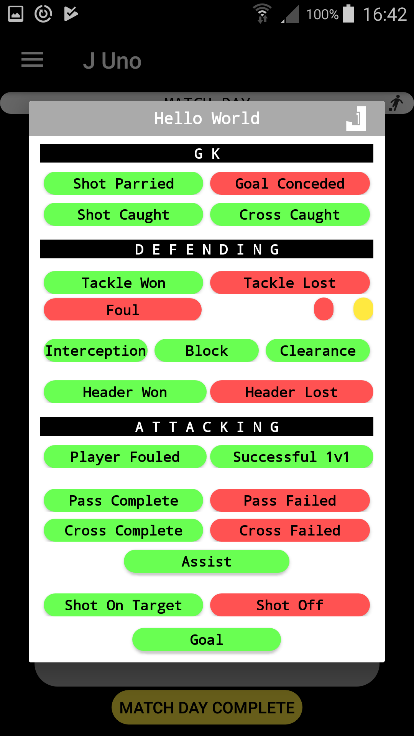 100% 16:42
J Uno
MATCH DAY
Hello World
G K
Shot Parried Goal Conceded
Shot Caught Cross Caught
D E F E N D I N G
Tackle Won Tackle Lost
Foul
Interception Block Clearance
Header Won Header Lost
A T T A C K I N G
Player Fouled Successful 1v1
Pass Complete Pass Failed
Cross Complete Cross Failed
Assist
Shot On Target Shot Off
Goal
MATCH DAY COMPLETE